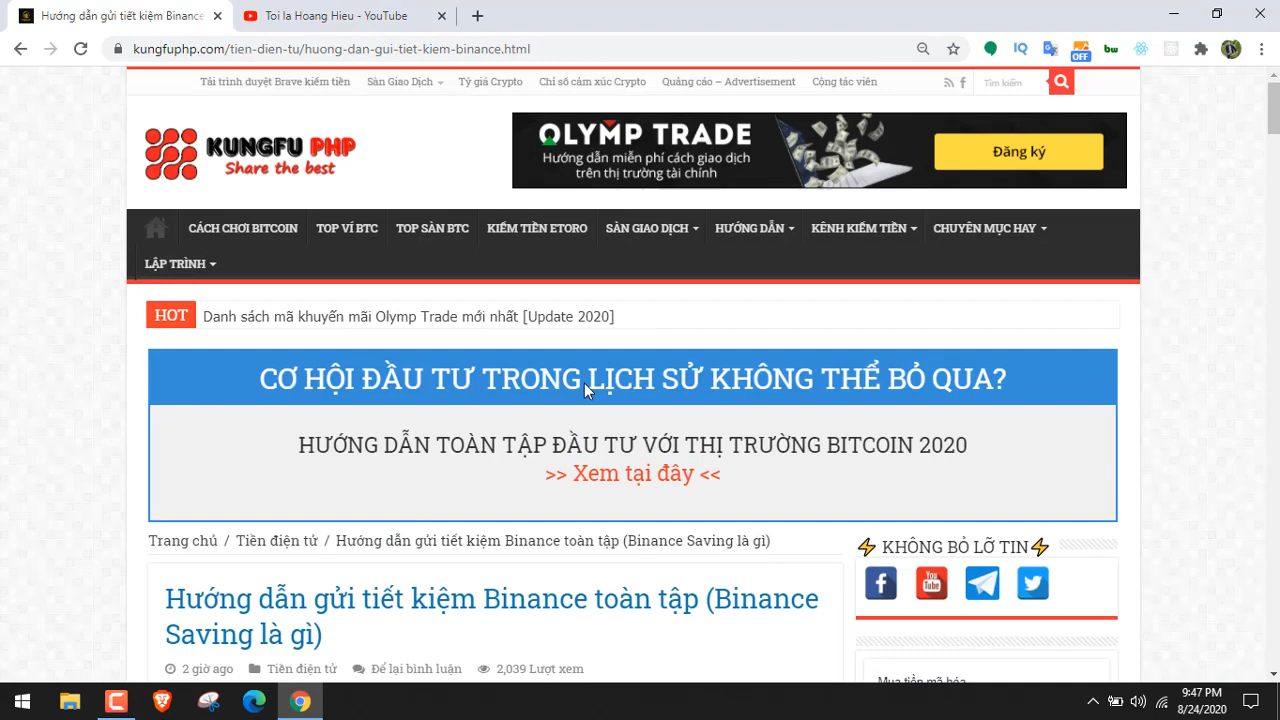 Hướng dẫn gửi tiết kiệm Binance
Toi la Hoang Hieu - YouTube
kungfuphp.com/tien-dien-tu/huong-dan-gui-tiet-kiem-binance.html
IQ
OFF
bw
Tải trình duyệt Brave kiếm tiền
Sàn Giao Dịch
Tỷ giá Crypto
Chỉ số cảm xúc Crypto
Quảng cáo – Advertisement
Cộng tác viên
Tìm kiếm
KUNGFU PHP
Share the best
OLYMP TRADE
Hướng dẫn miễn phí cách giao dịch
trên thị trường tài chính
Đăng ký
CÁCH CHƠI BITCOIN
TOP VÍ BTC
TOP SÀN BTC
KIẾM TIỀN ETORO
SÀN GIAO DỊCH
HƯỚNG DẪN
KÊNH KIẾM TIỀN
CHUYÊN MỤC HAY
LẬP TRÌNH
HOT
Danh sách mã khuyến mãi Olymp Trade mới nhất [Update 2020]
CƠ HỘI ĐẦU TƯ TRONG LỊCH SỬ KHÔNG THỂ BỎ QUA?
HƯỚNG DẪN TOÀN TẬP ĐẦU TƯ VỚI THỊ TRƯỜNG BITCOIN 2020
>> Xem tại đây <<
Trang chủ / Tiền điện tử / Hướng dẫn gửi tiết kiệm Binance toàn tập (Binance Saving là gì)
⚡ KHÔNG BỎ LỠ TIN⚡
You
Tube
Hướng dẫn gửi tiết kiệm Binance toàn tập (Binance
Saving là gì)
2 giờ ago
Tiền điện tử
Để lại bình luận
2,039 Lượt xem
Mua tiền mã hóa
9:47 PM
8/24/2020